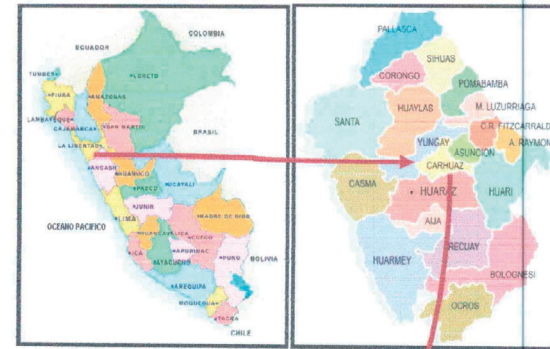 COLOMBIA
ECUADOR
TUMBES
LORETO
PIURA
AMAZONAS
LAMBAYEQUE
CAJAMARCA
SAN MARTIN
BRASIL
LA LIBERTAD
ANCASH
HUANUCO
UCAYALI
PASCO
JUNIN
LIMA
MADRE DE DIOS
OCEANO PACIFICO
HUANCAVELICA
CUSCO
ICA
APURIMAC
AYACUCHO
PUNO
BOLIVIA
AREQUIPA
MOQUEGUA
TACNA
CHILE
PALLASCA
SIHUAS
CORONGO
POMABAMBA
HUAYLAS
M. LUZURRIAGA
SANTA
C.R. FITZCARRALD
YUNGAY
ASUNCION
A. RAYMON
CARHUAZ
CASMA
HUARAZ
HUARI
AIJA
RECUAY
HUARMEY
BOLOGNESI
OCROS